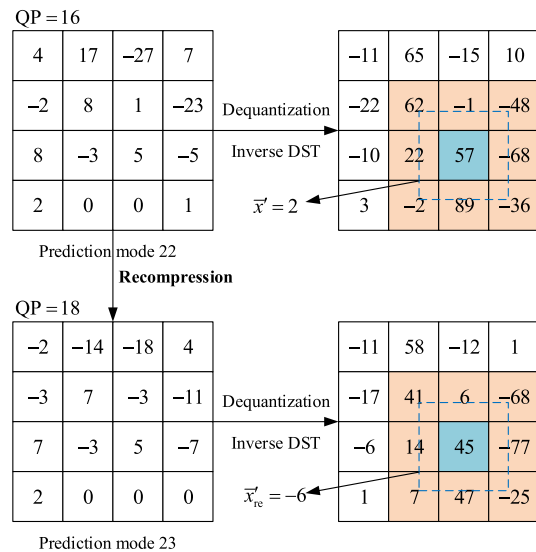 QP = 16
4 17 −27 7
−2 8 1 −23
8 −3 5 −5
2 0 0 1
Prediction mode 22
Dequantization
Inverse DST
x̄′ = 2
−11 65 −15 10
−22 62 −1 −48
−10 22 57 −68
3 −2 89 −36
Recompression
QP = 18
−2 −14 −18 4
−3 7 −3 −11
7 −3 5 −7
2 0 0 0
Prediction mode 23
Dequantization
Inverse DST
x̄′re = −6
−11 58 −12 1
−17 41 6 −68
−6 14 45 −77
1 7 47 −25